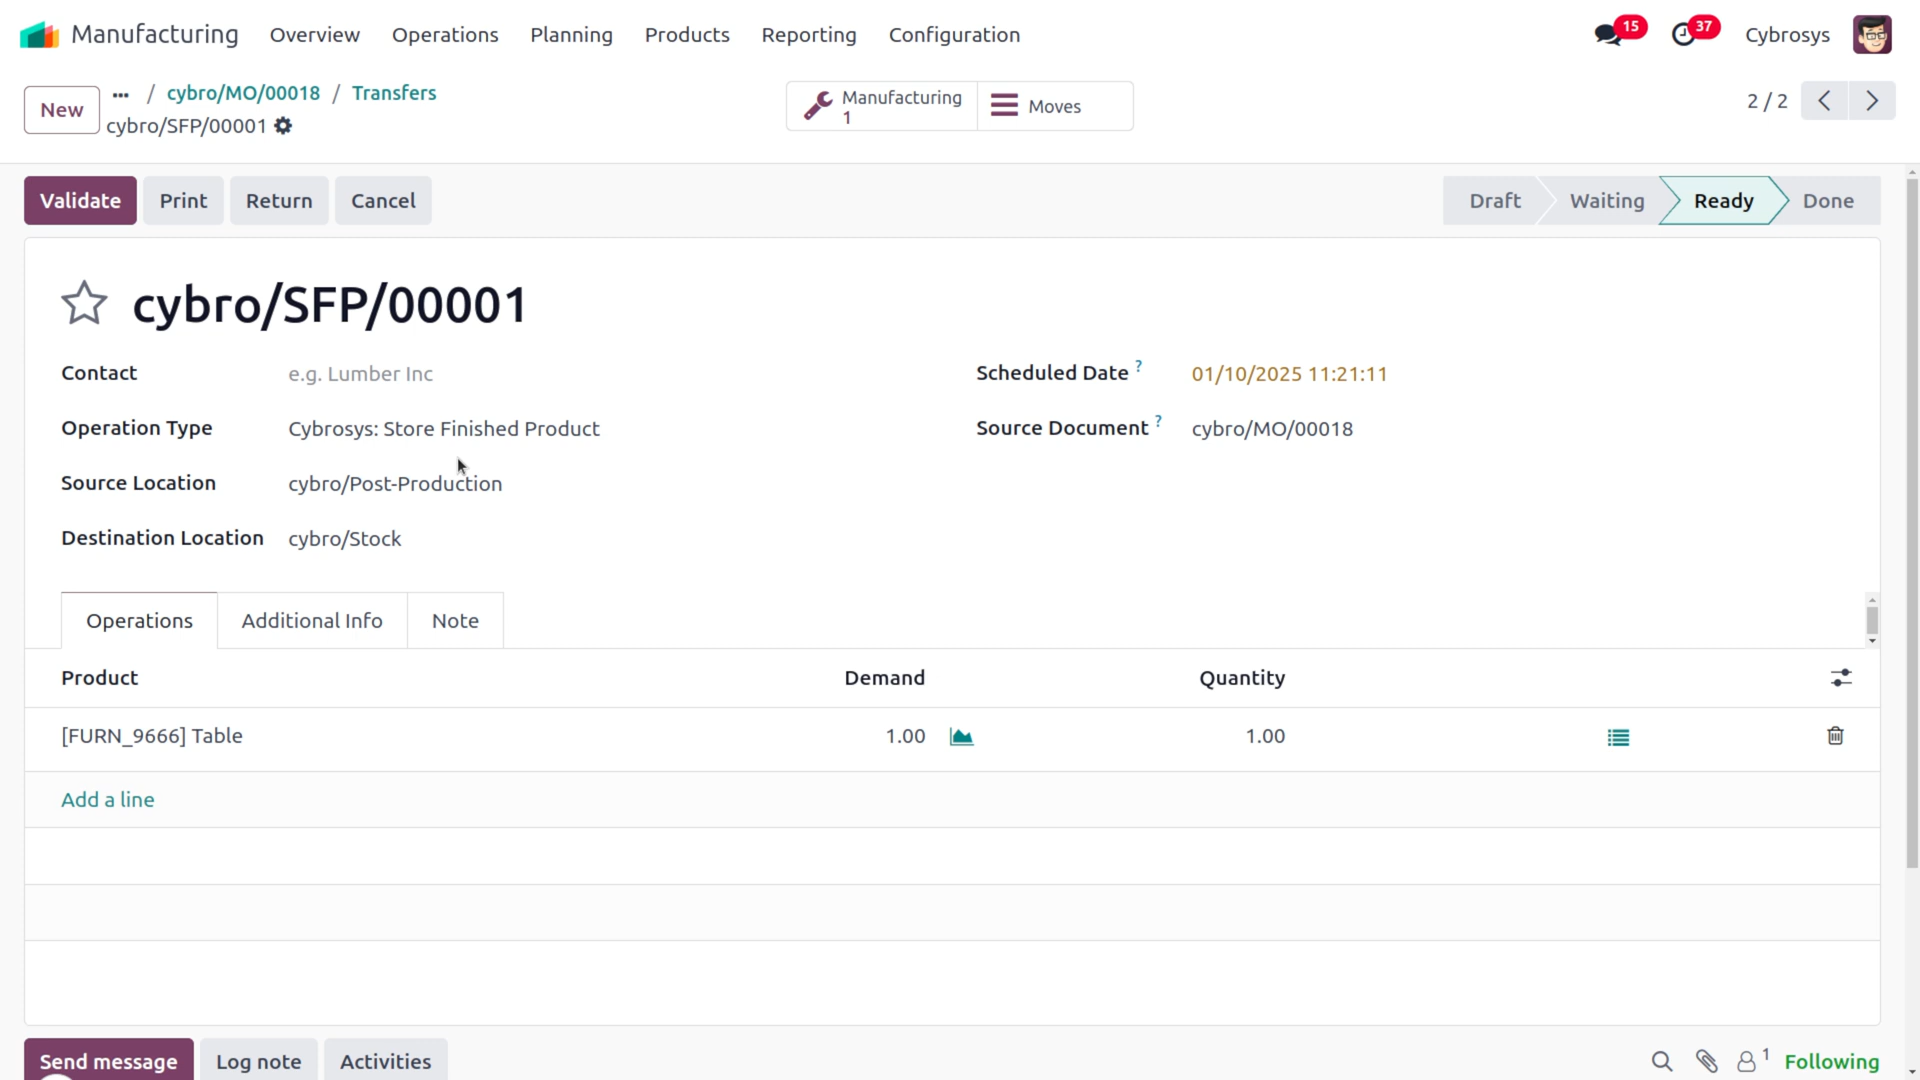 Manufacturing Overview Operations Planning Products Reporting Configuration 15 37 Cybrosys
New ... / cybro/MO/00018 / Transfers
cybro/SFP/00001
Manufacturing
1
Moves
2 / 2
Validate Print Return Cancel Draft Waiting Ready Done
cybro/SFP/00001
Contact e.g. Lumber Inc Scheduled Date ? 01/10/2025 11:21:11
Operation Type Cybrosys: Store Finished Product Source Document ? cybro/MO/00018
Source Location cybro/Post-Production
Destination Location cybro/Stock
Operations Additional Info Note
Product Demand Quantity
[FURN_9666] Table 1.00 1.00
Add a line
Send message Log note Activities 1 Following